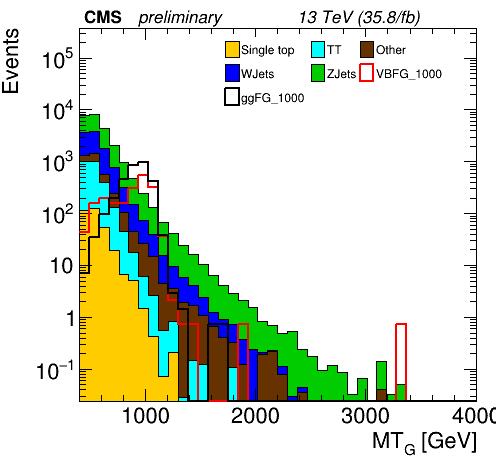 CMS preliminary 13 TeV (35.8/fb)
Events
Single top TT Other
WJets ZJets VBFG_1000
ggFG_1000
10^5
10^4
10^3
10^2
10
1
10^−1
1000 2000 3000 4000
MT_G [GeV]